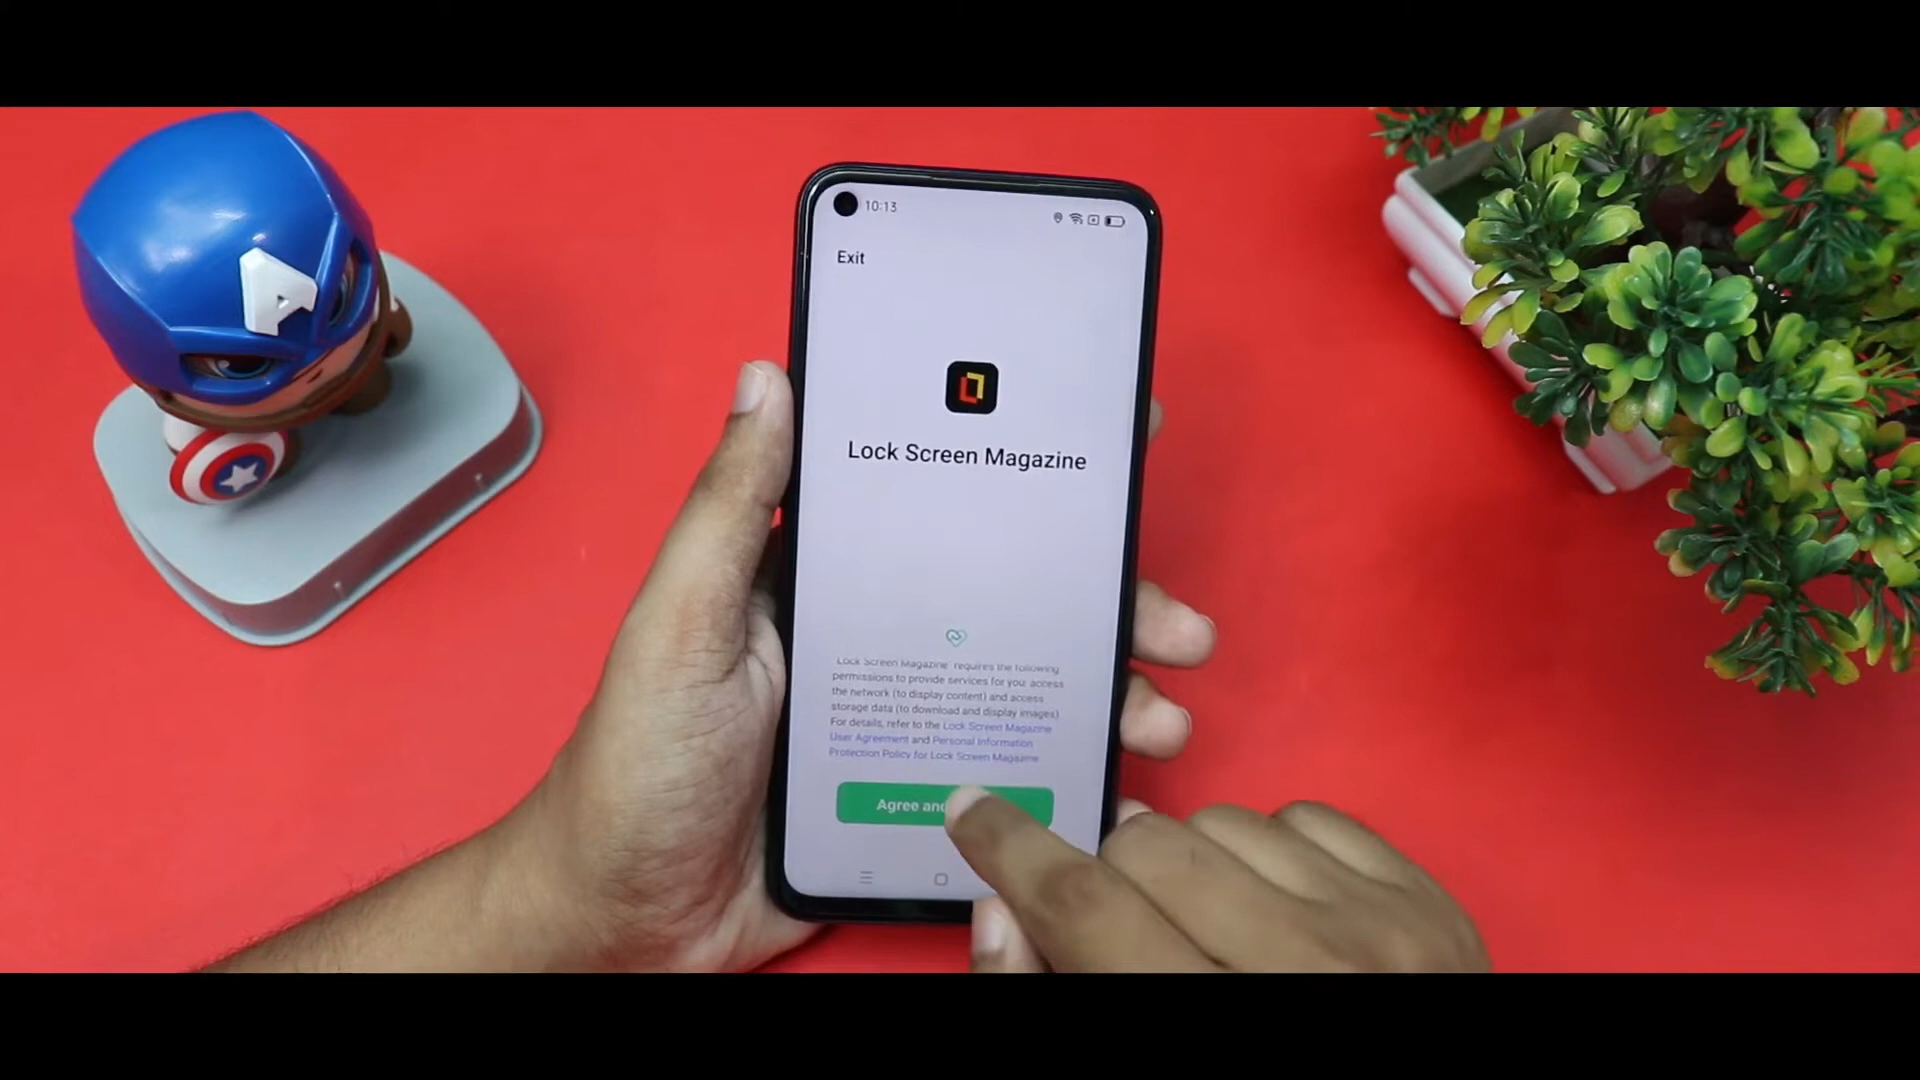 10:13
Exit
Lock Screen Magazine
Lock Screen Magazine requires the following
permissions to provide services for you: access
the network (to display content) and access
storage data (to download and display images)
For details, refer to the Lock Screen Magazine
User Agreement and Personal Information
Protection Policy for Lock Screen Magazine
Agree and
A